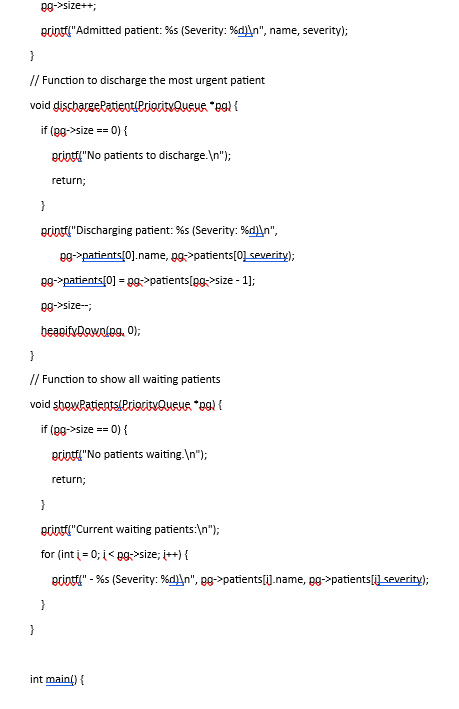 pq->size++;
printf("Admitted patient: %s (Severity: %d)\n", name, severity);
}
// Function to discharge the most urgent patient
void dischargePatient(PriorityQueue *pq) {
if (pq->size == 0) {
printf("No patients to discharge.\n");
return;
}
printf("Discharging patient: %s (Severity: %d)\n",
pq->patients[0].name, pq->patients[0].severity);
pq->patients[0] = pq->patients[pq->size - 1];
pq->size--;
heapifyDown(pq, 0);
}
// Function to show all waiting patients
void showPatients(PriorityQueue *pq) {
if (pq->size == 0) {
printf("No patients waiting.\n");
return;
}
printf("Current waiting patients:\n");
for (int i = 0; i < pq->size; i++) {
printf(" - %s (Severity: %d)\n", pq->patients[i].name, pq->patients[i].severity);
}
}
int main() {